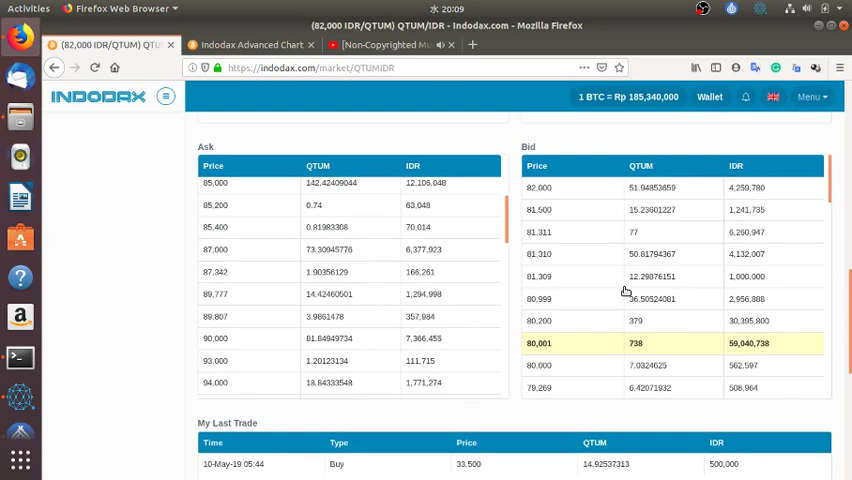 Activities Firefox Web Browser 水 20:09
(82,000 IDR/QTUM) QTUM/IDR - Indodax.com - Mozilla Firefox
(82,000 IDR/QTUM) QTU Indodax Advanced Chart [Non-Copyrighted Mu
https://indodax.com/market/QTUMIDR
INDODAX 1 BTC = Rp 185,340,000 Wallet Menu
Ask
Price QTUM IDR
85,000 142.42409044 12,106,048
85,200 0.74 63,048
85,400 0.81983308 70,014
87,000 73.30945776 6,377,923
87,342 1.90356129 166,261
89,777 14.42460501 1,294,998
89,807 3.9861478 357,984
90,000 81.84949734 7,366,455
93,000 1.20123134 111,715
94,000 18.84333548 1,771,274
Bid
Price QTUM IDR
82,000 51.94853659 4,259,780
81,500 15.23601227 1,241,735
81,311 77 6,260,947
81,310 50.81794367 4,132,007
81,309 12.29876151 1,000,000
80,999 36.50524081 2,956,888
80,200 379 30,395,800
80,001 738 59,040,738
80,000 7.0324625 562,597
79,269 6.42071932 508,964
My Last Trade
Time Type Price QTUM IDR
10-May-19 05:44 Buy 33,500 14.92537313 500,000